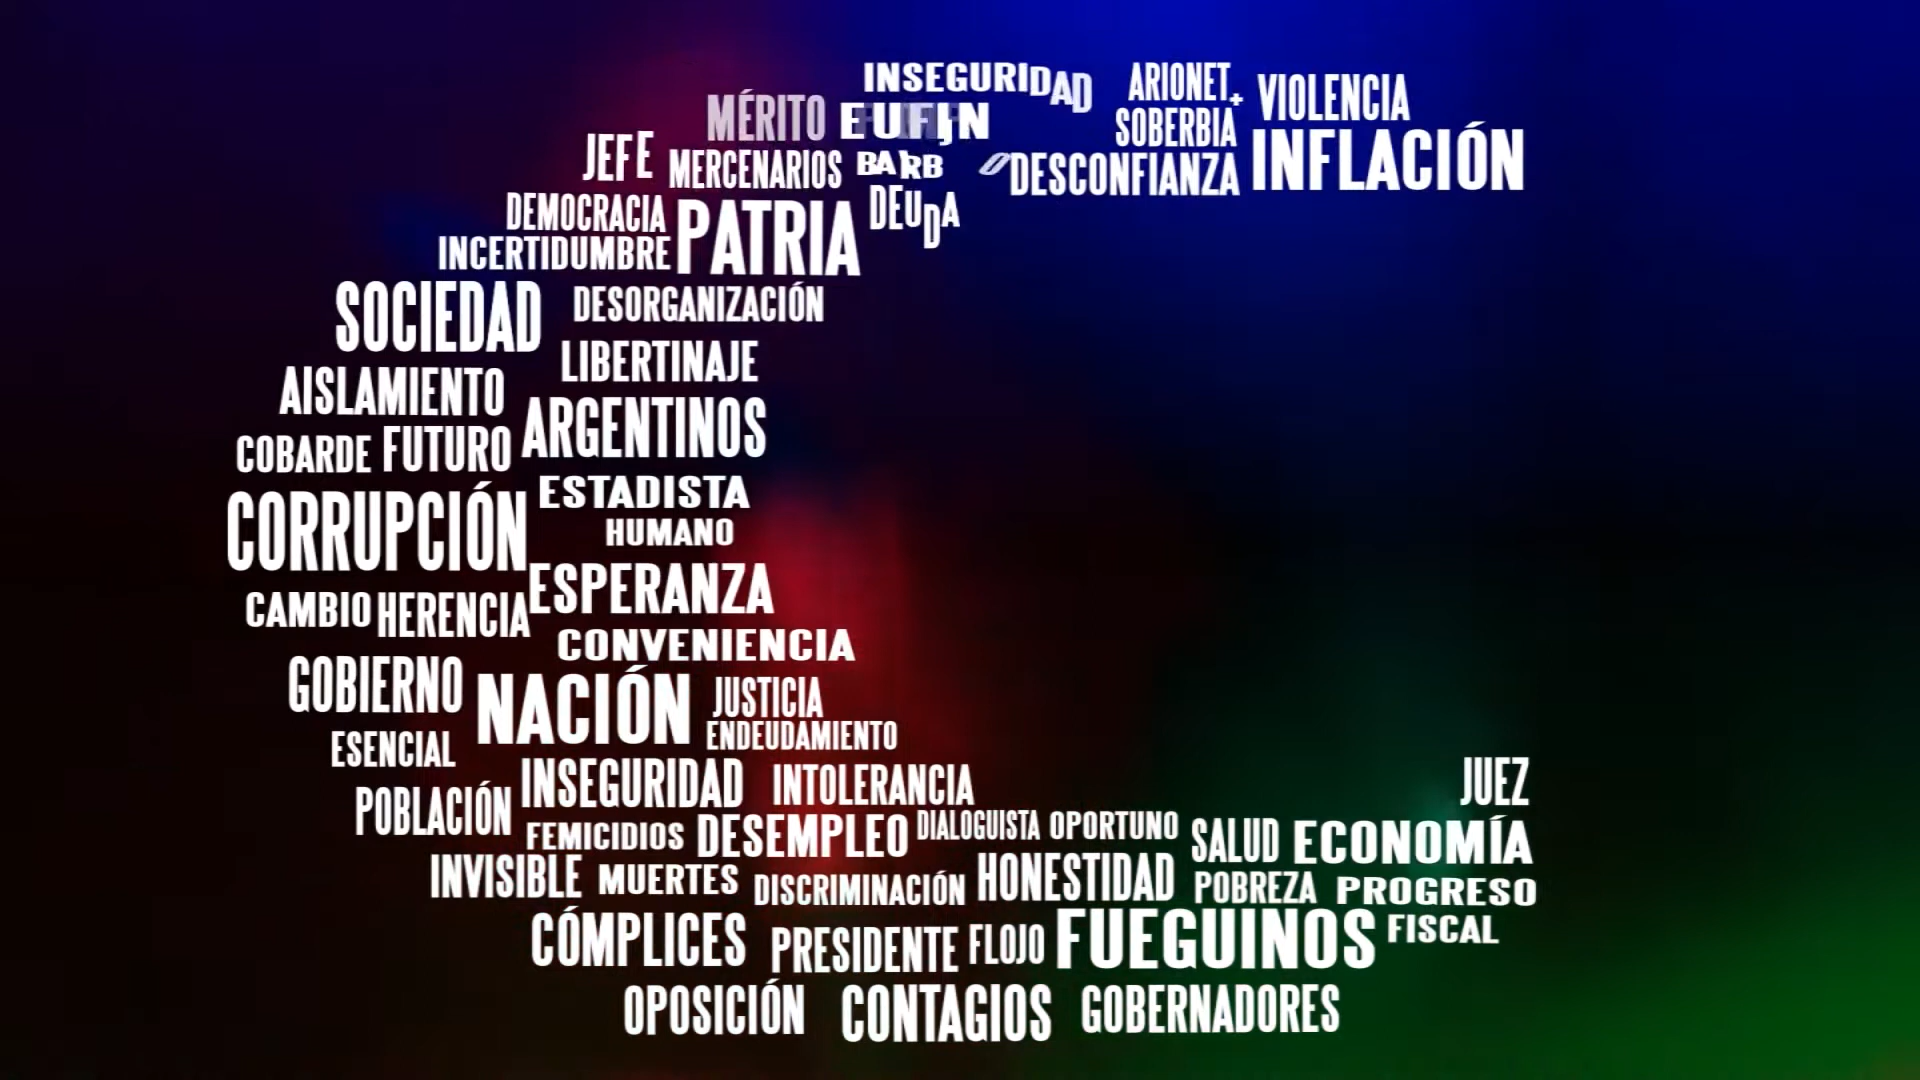 INSEGURIDAD
ARIONET
VIOLENCIA
MÉRITO
SOBERBIA
INFLACIÓN
JEFE
MERCENARIOS
DESCONFIANZA
DEMOCRACIA
PATRIA
DEUDA
INCERTIDUMBRE
SOCIEDAD
DESORGANIZACIÓN
LIBERTINAJE
AISLAMIENTO
ARGENTINOS
COBARDE
FUTURO
ESTADISTA
CORRUPCIÓN
HUMANO
ESPERANZA
CAMBIO
HERENCIA
CONVENIENCIA
GOBIERNO
NACIÓN
JUSTICIA
ENDEUDAMIENTO
ESENCIAL
INSEGURIDAD
INTOLERANCIA
JUEZ
POBLACIÓN
FEMICIDIOS
DESEMPLEO
DIALOGUISTA
OPORTUNO
SALUD
ECONOMÍA
INVISIBLE
MUERTES
DISCRIMINACIÓN
HONESTIDAD
POBREZA
PROGRESO
CÓMPLICES
PRESIDENTE
FLOJO
FUEGUINOS
FISCAL
OPOSICIÓN
CONTAGIOS
GOBERNADORES